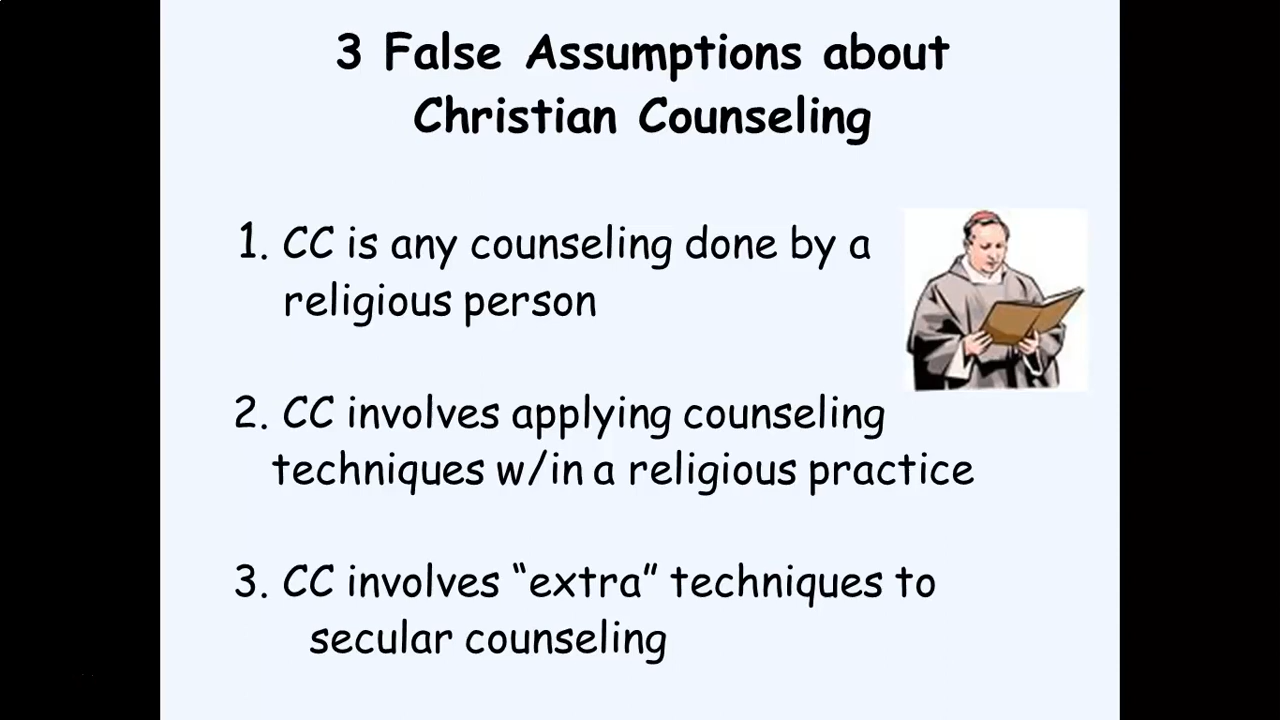 3 False Assumptions about
Christian Counseling
1. CC is any counseling done by a
religious person
2. CC involves applying counseling
techniques w/in a religious practice
3. CC involves “extra” techniques to
secular counseling